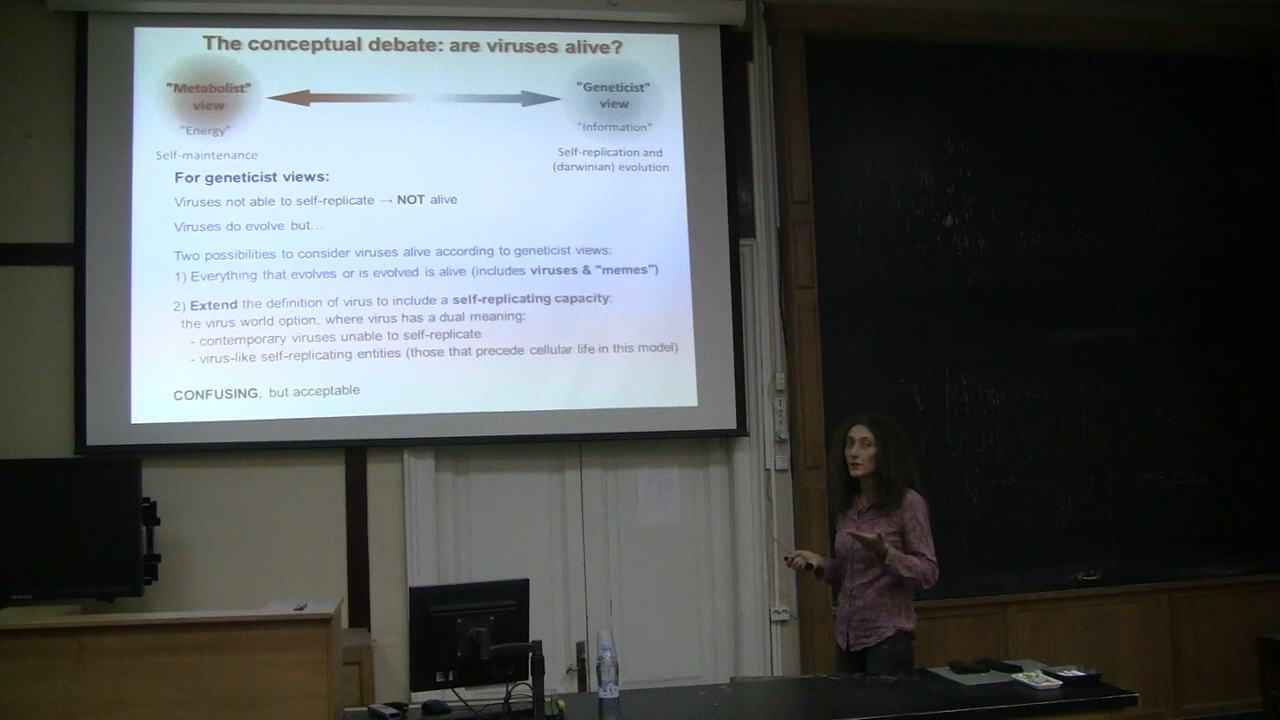 The conceptual debate: are viruses alive?
"Metabolist"
view
"Energy"
Self-maintenance
"Geneticist"
view
"Information"
Self-replication and
(darwinian) evolution
For geneticist views:
Viruses not able to self-replicate → NOT alive
Viruses do evolve but...
Two possibilities to consider viruses alive according to geneticist views:
1) Everything that evolves or is evolved is alive (includes viruses & "memes")
2) Extend the definition of virus to include a self-replicating capacity:
the virus world option, where virus has a dual meaning:
- contemporary viruses unable to self-replicate
- virus-like self-replicating entities (those that precede cellular life in this model)
CONFUSING, but acceptable